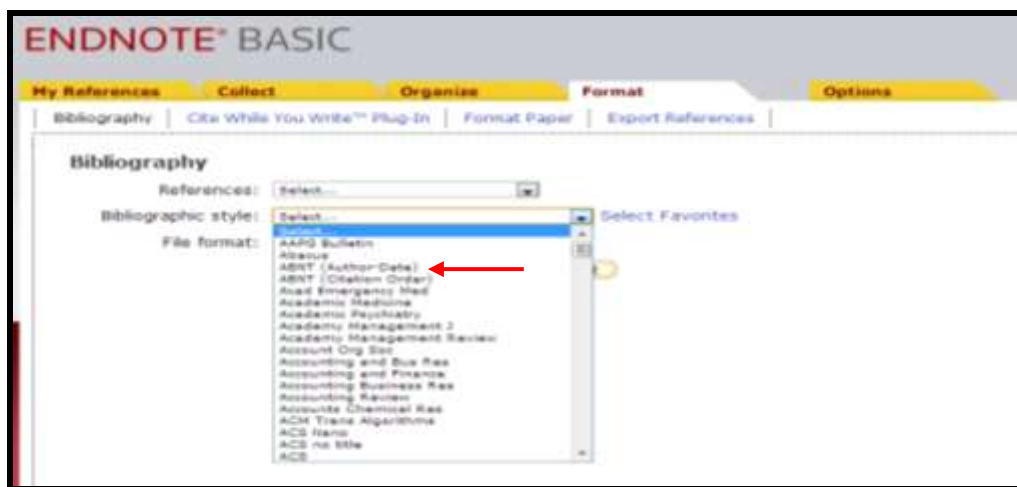 ENDNOTE® BASIC
My References Collect Organize Format Options
Bibliography Cite While You Write™ Plug-In Format Paper Export References
Bibliography
References: Select...
Bibliographic style: Select... Select Favorites
Select...
File format:
AAPG Bulletin
Abacus
ABNT (Author-Date)
ABNT (Citation Order)
Acad Emergency Med
Academic Medicine
Academic Psychiatry
Academy Management J
Academy Management Review
Account Org Soc
Accounting and Bus Res
Accounting and Finance
Accounting Business Res
Accounting Review
Accounts Chemical Res
ACM Trans Algorithms
ACS Nano
ACS no title
ACS